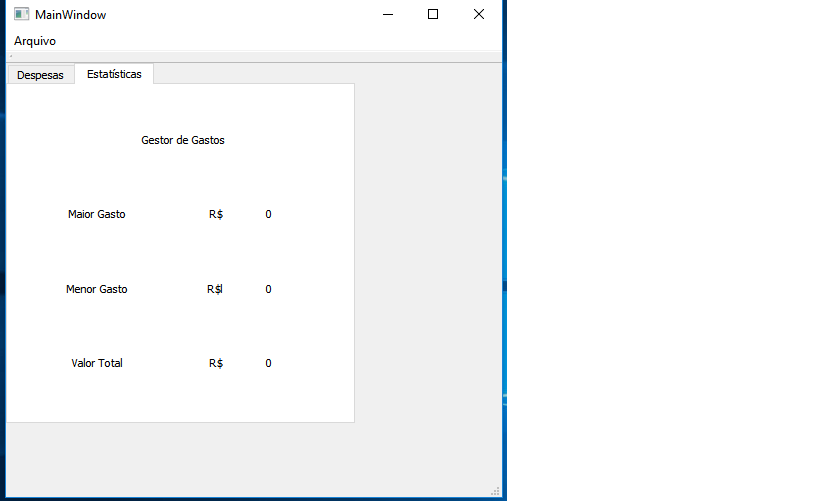 MainWindow
Arquivo
Despesas Estatísticas
Gestor de Gastos
Maior Gasto R$ 0
Menor Gasto R$l 0
Valor Total R$ 0